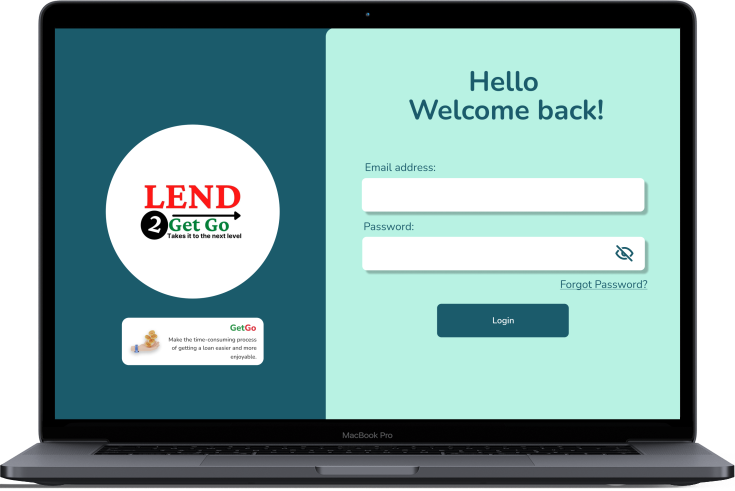 Hello
Welcome back!
Email address:
Password:
Forgot Password?
Login
LEND
2 Get Go
Takes it to the next level
GetGo
Make the time-consuming process
of getting a loan easier and more
enjoyable.
MacBook Pro